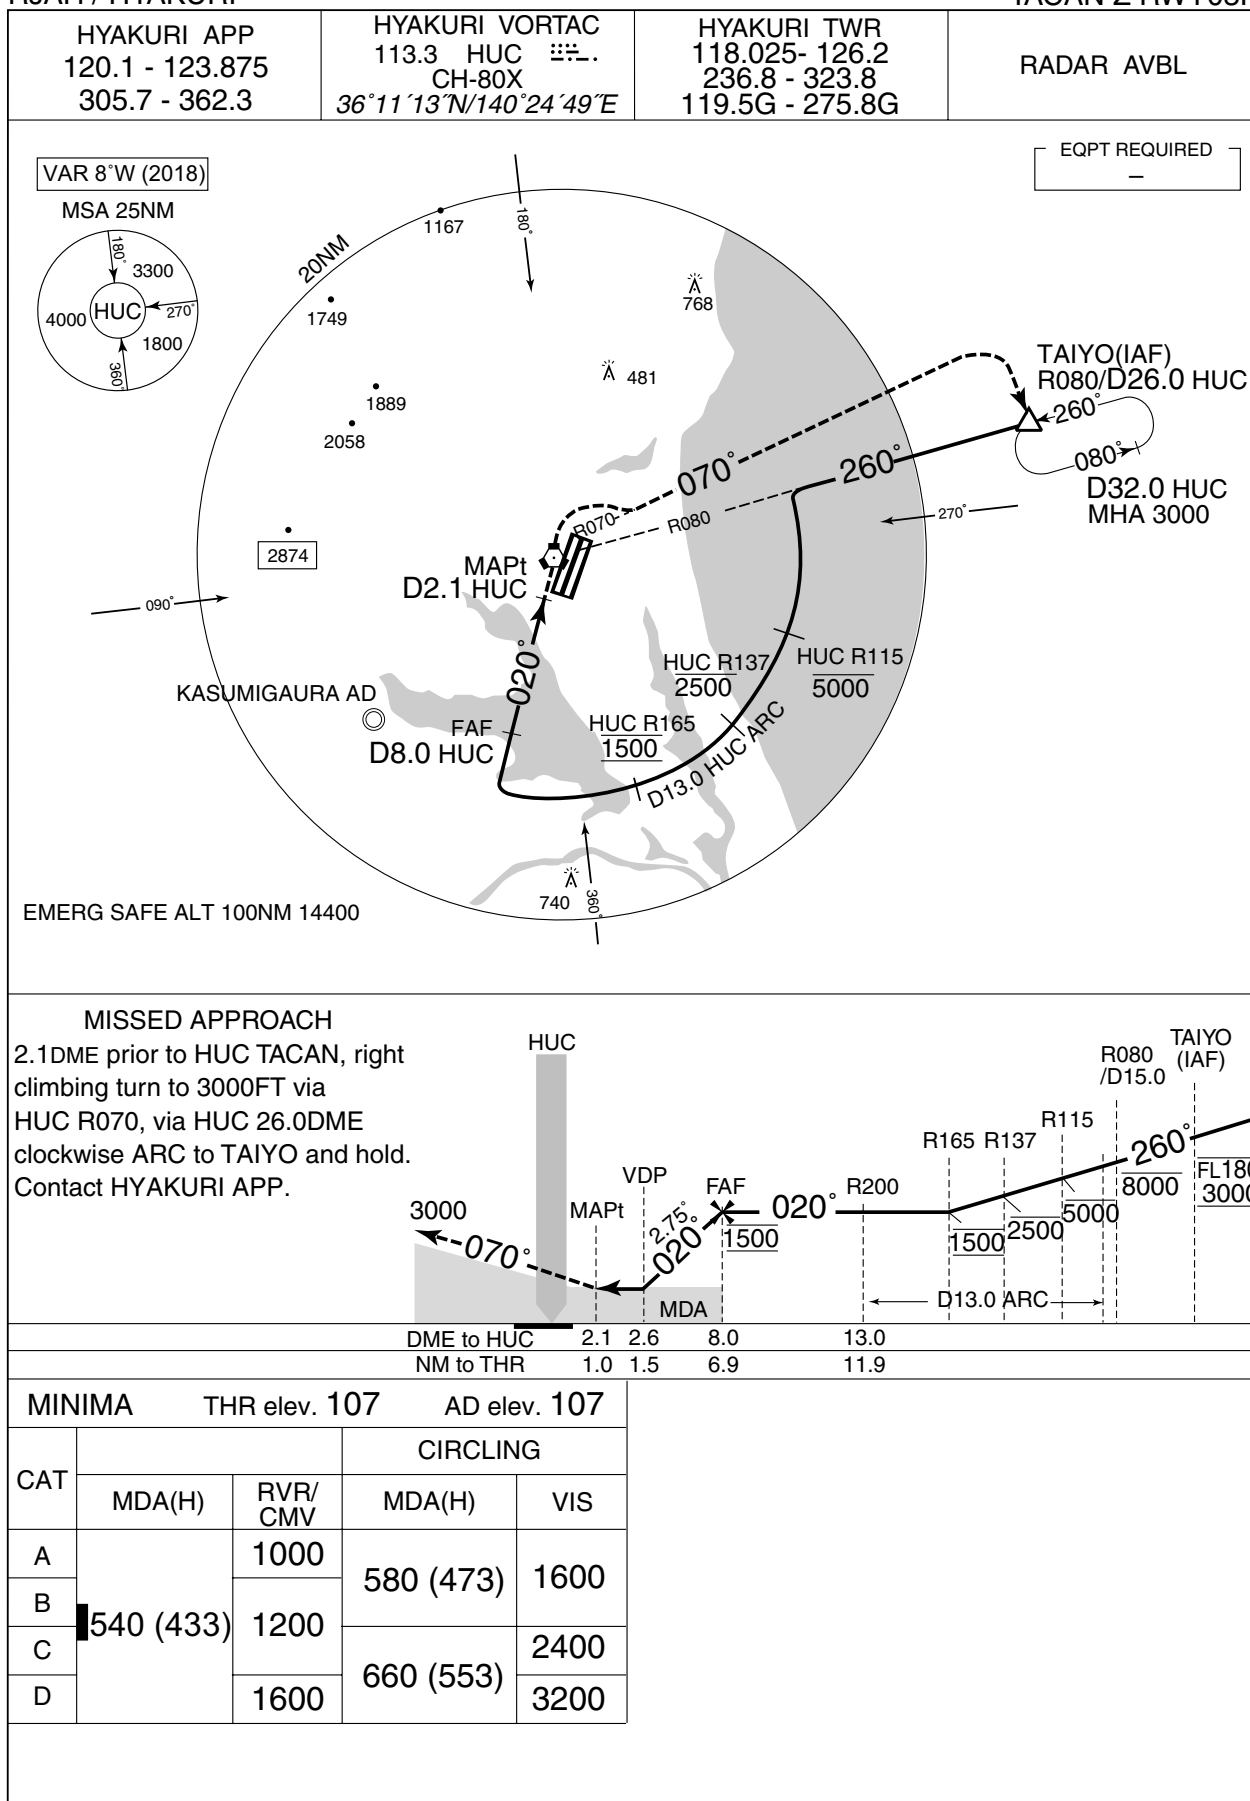 HYAKURI APP
120.1 - 123.875
305.7 - 362.3
HYAKURI VORTAC
113.3 HUC
CH-80X
36°11´13˝N/140°24´49˝E
HYAKURI TWR
118.025- 126.2
236.8 - 323.8
119.5G - 275.8G
RADAR AVBL
VAR 8°W (2018)
EQPT REQUIRED
–
MSA 25NM
180°
3300
4000
HUC
270°
1800
360°
180°
1167
20NM
1749
768
481
1889
2058
TAIYO(IAF)
R080/D26.0 HUC
260°
080°
D32.0 HUC
MHA 3000
070°
260°
R070
R080
270°
2874
MAPt
D2.1 HUC
090°
020°
HUC R137
2500
HUC R115
5000
KASUMIGAURA AD
FAF
D8.0 HUC
HUC R165
1500
D13.0 HUC ARC
740
360°
EMERG SAFE ALT 100NM 14400
MISSED APPROACH
2.1DME prior to HUC TACAN, right
climbing turn to 3000FT via
HUC R070, via HUC 26.0DME
clockwise ARC to TAIYO and hold.
Contact HYAKURI APP.
HUC
TAIYO
(IAF)
R080
/D15.0
R115
R165 R137
260°
VDP
FAF
R200
8000
FL180
3000
MAPt
2.75°
020°
020°
3000
070°
1500
1500
2500
5000
MDA
D13.0 ARC
DME to HUC 2.1 2.6 8.0 13.0
NM to THR 1.0 1.5 6.9 11.9
MINIMA THR elev. 107 AD elev. 107
CAT
CIRCLING
MDA(H)
RVR/
CMV
MDA(H)
VIS
A
1000
580 (473)
1600
B
540 (433)
1200
C
660 (553)
2400
D
1600
3200